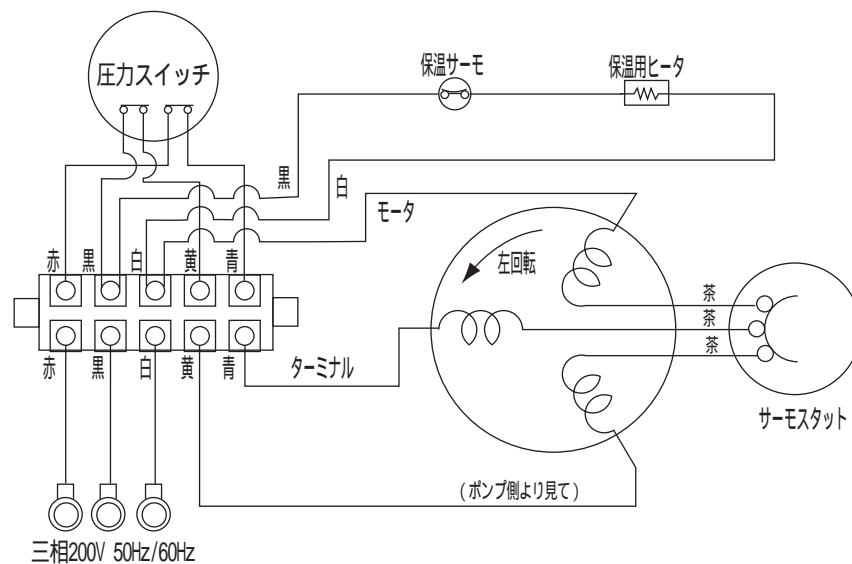 圧力スイッチ
保温サーモ
保温用ヒータ
黒
白
モータ
赤 黒 白 黄 青
左回転
茶
茶
茶
赤 黒 白 黄 青
ターミナル
サーモスタット
(ポンプ側より見て)
三相200V 50Hz/60Hz